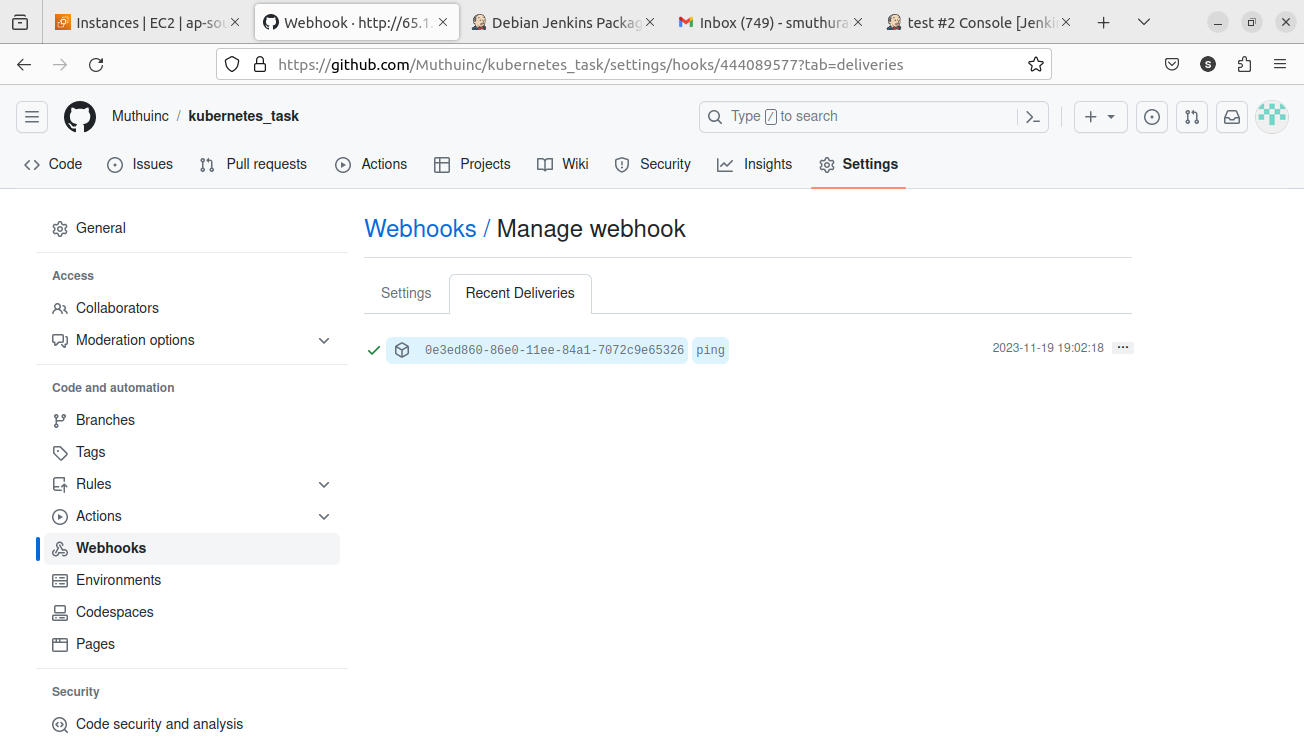 Instances | EC2 | ap-sou
Webhook · http://65.1.
Debian Jenkins Packag
Inbox (749) - smuthura
test #2 Console [Jenki
https://github.com/Muthuinc/kubernetes_task/settings/hooks/444089577?tab=deliveries
S
Muthuinc / kubernetes_task
Type / to search
Code
Issues
Pull requests
Actions
Projects
Wiki
Security
Insights
Settings
General
Access
Collaborators
Moderation options
Code and automation
Branches
Tags
Rules
Actions
Webhooks
Environments
Codespaces
Pages
Security
Code security and analysis
Webhooks / Manage webhook
Settings
Recent Deliveries
0e3ed860-86e0-11ee-84a1-7072c9e65326 ping
2023-11-19 19:02:18